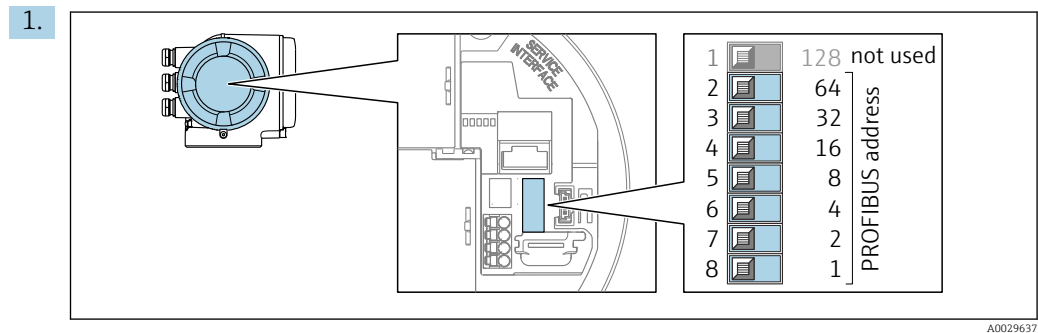 1.
SERVICE
INTERFACE
1 128 not used
2 64
3 32
4 16
5 8
6 4
7 2
8 1
PROFIBUS address
A0029637